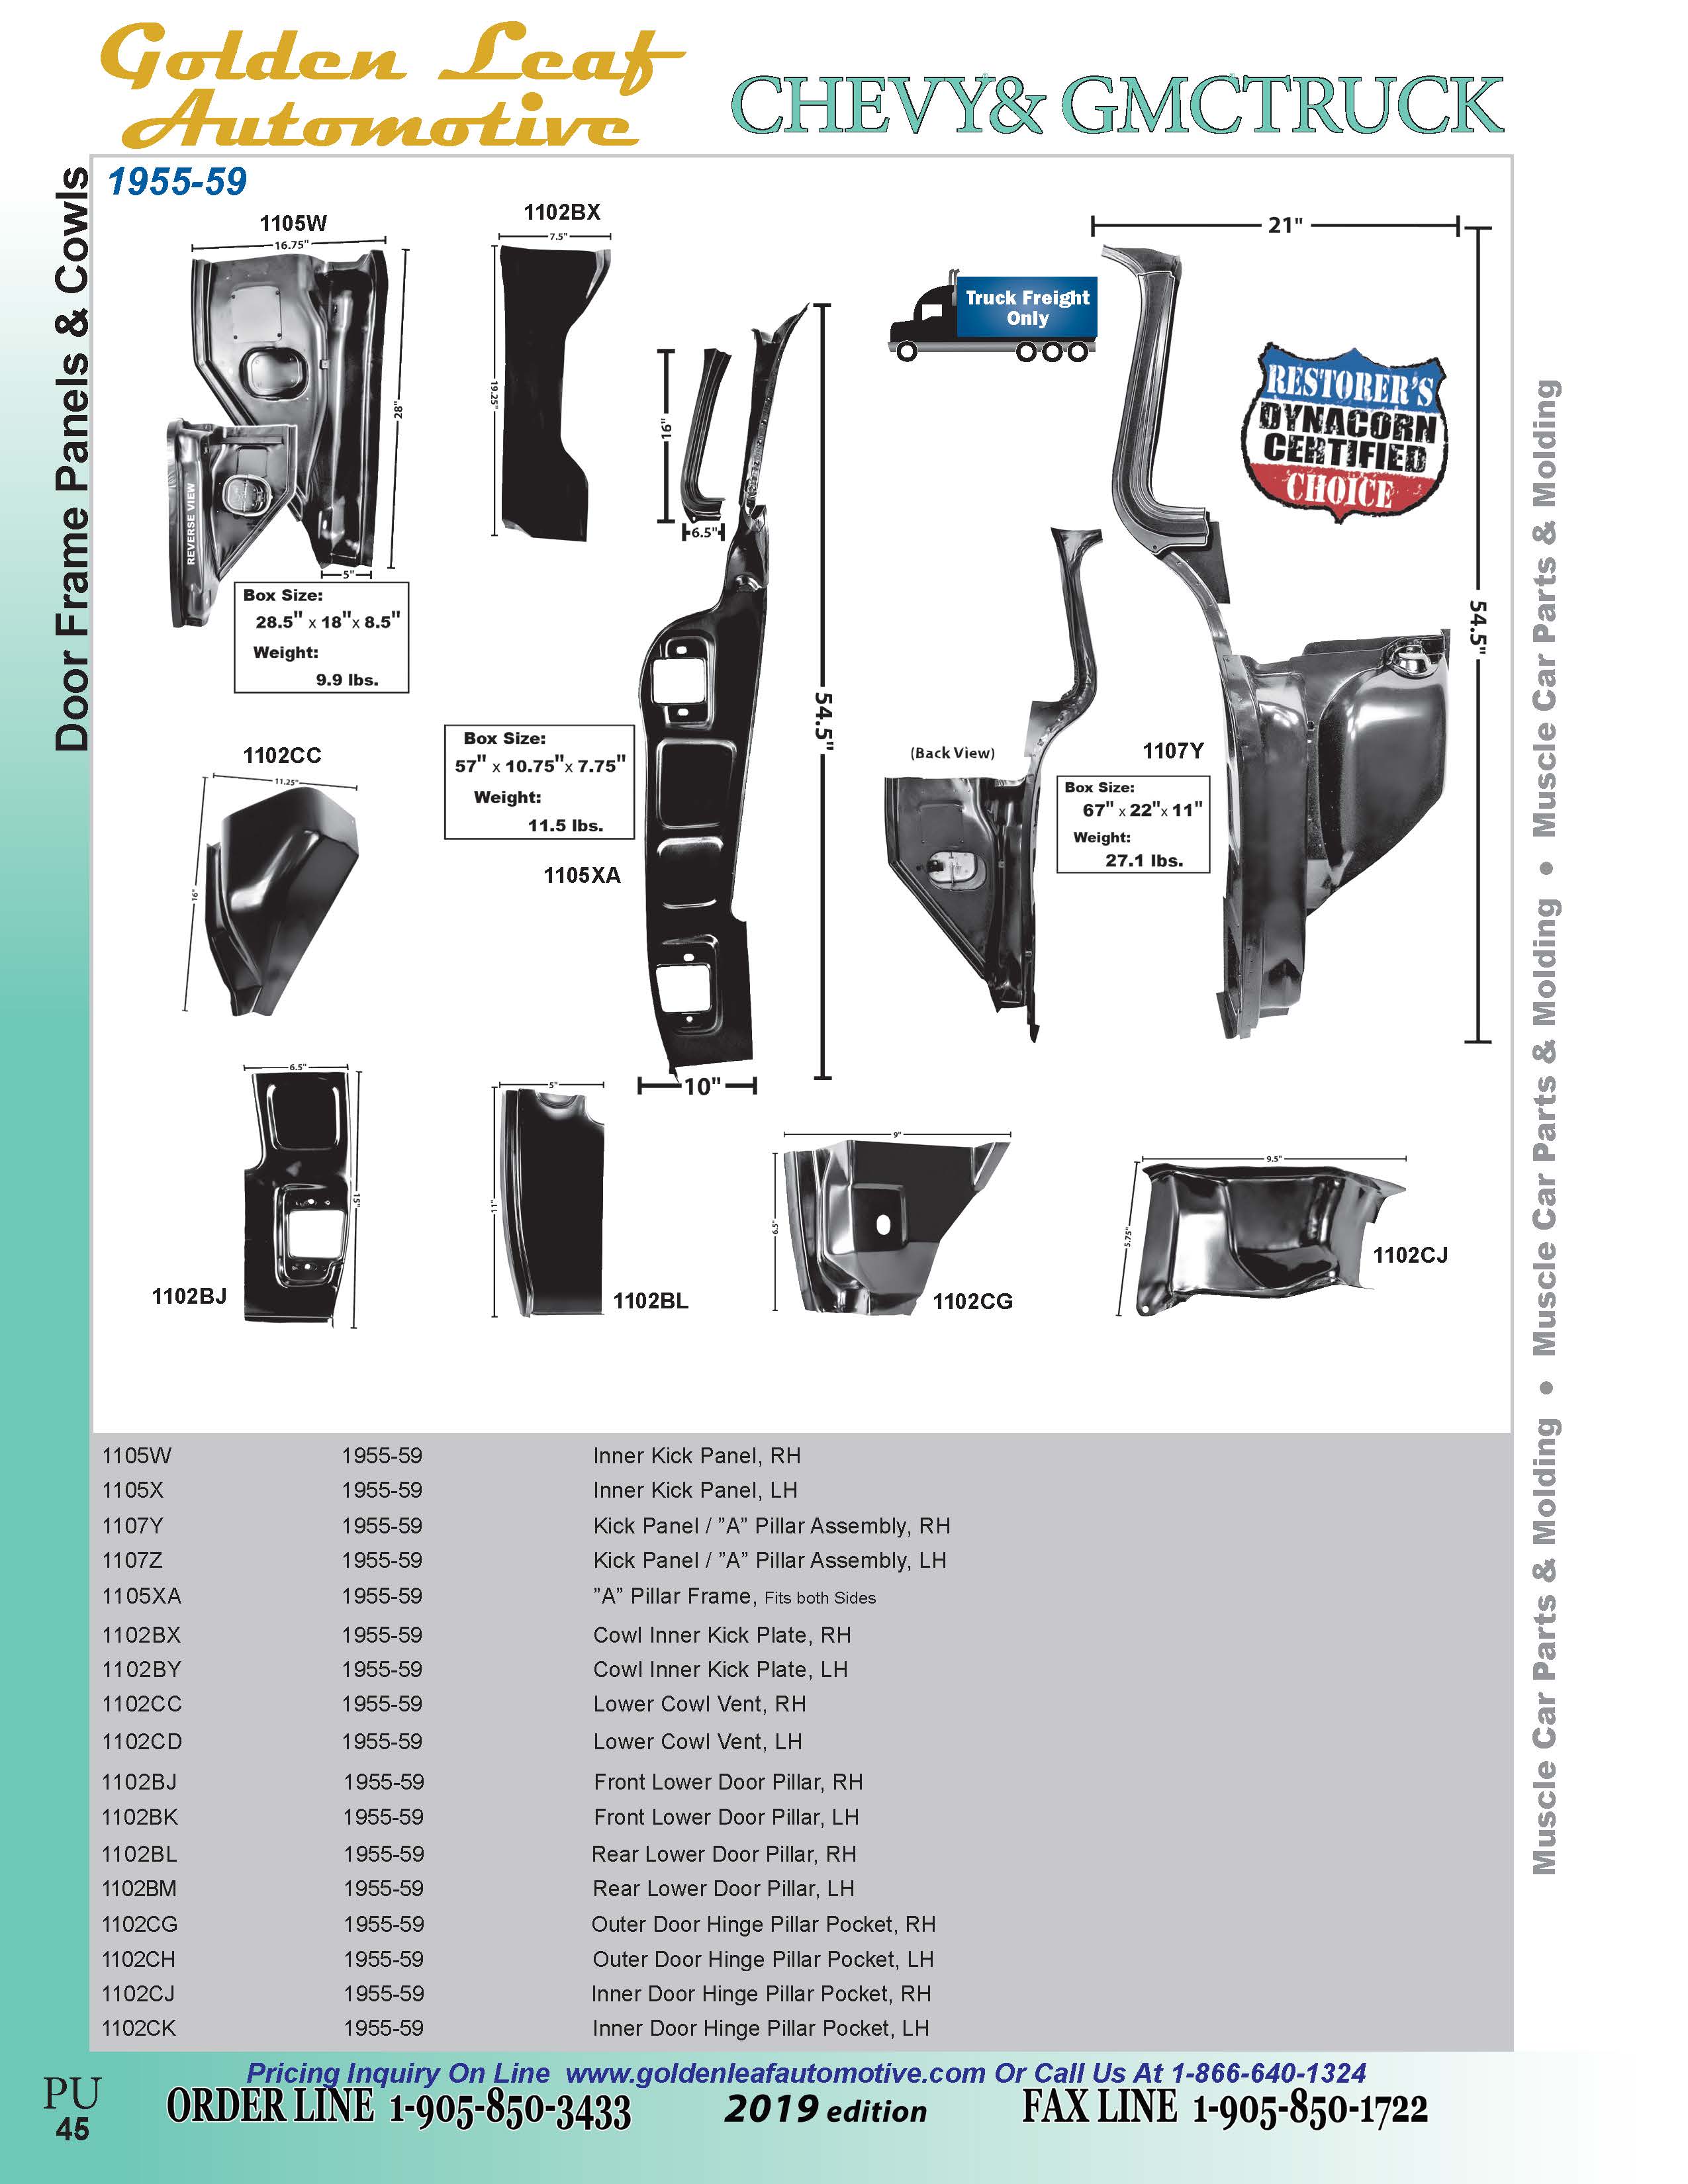 Golden Leaf
Automotive
CHEVY& GMCTRUCK
Door Frame Panels & Cowls
1955-59
1105W
16.75"
28"
5"
REVERSE VIEW
Box Size:
28.5" x 18"x 8.5"
Weight:
9.9 lbs.
1102BX
7.5"
19.25"
16"
6.5"
54.5"
10"
Box Size:
57" x 10.75"x 7.75"
Weight:
11.5 lbs.
1105XA
Truck Freight
Only
21"
54.5"
RESTORER'S
DYNACORN
CERTIFIED
CHOICE
(Back View)
1107Y
Box Size:
67" x 22"x 11"
Weight:
27.1 lbs.
1102CC
11.25"
16"
6.5"
15"
1102BJ
5"
11"
1102BL
9"
6.5"
1102CG
9.5"
5.75"
1102CJ
1105W 1955-59 Inner Kick Panel, RH
1105X 1955-59 Inner Kick Panel, LH
1107Y 1955-59 Kick Panel / ”A” Pillar Assembly, RH
1107Z 1955-59 Kick Panel / ”A” Pillar Assembly, LH
1105XA 1955-59 ”A” Pillar Frame, Fits both Sides
1102BX 1955-59 Cowl Inner Kick Plate, RH
1102BY 1955-59 Cowl Inner Kick Plate, LH
1102CC 1955-59 Lower Cowl Vent, RH
1102CD 1955-59 Lower Cowl Vent, LH
1102BJ 1955-59 Front Lower Door Pillar, RH
1102BK 1955-59 Front Lower Door Pillar, LH
1102BL 1955-59 Rear Lower Door Pillar, RH
1102BM 1955-59 Rear Lower Door Pillar, LH
1102CG 1955-59 Outer Door Hinge Pillar Pocket, RH
1102CH 1955-59 Outer Door Hinge Pillar Pocket, LH
1102CJ 1955-59 Inner Door Hinge Pillar Pocket, RH
1102CK 1955-59 Inner Door Hinge Pillar Pocket, LH
Muscle Car Parts & Molding • Muscle Car Parts & Molding • Muscle Car Parts & Molding
Pricing Inquiry On Line www.goldenleafautomotive.com Or Call Us At 1-866-640-1324
PU
45
ORDER LINE 1-905-850-3433 2019 edition FAX LINE 1-905-850-1722